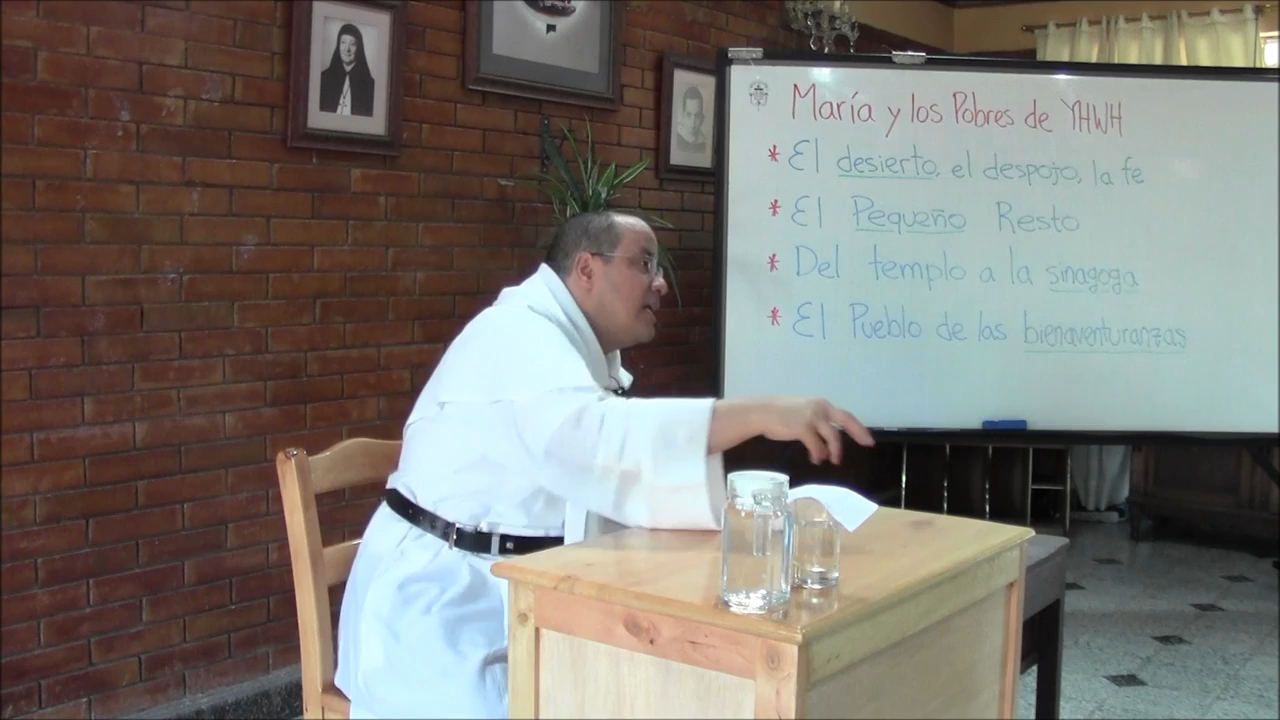 María y los Pobres de YHWH
* El desierto, el despojo, la fe
* El Pequeño Resto
* Del templo a la sinagoga
* El Pueblo de las bienaventuranzas